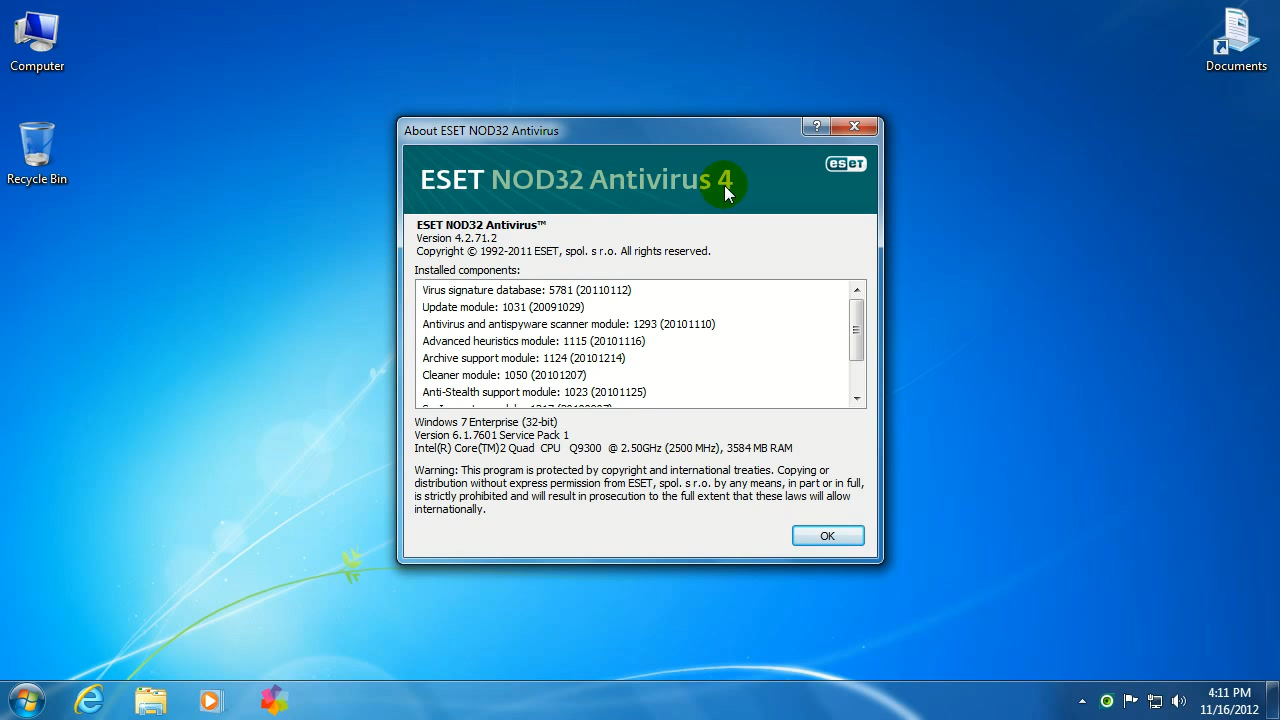 Computer
Documents
Recycle Bin
About ESET NOD32 Antivirus
?
ESET NOD32 Antivirus 4
eseT
ESET NOD32 Antivirus™
Version 4.2.71.2
Copyright © 1992-2011 ESET, spol. s r.o. All rights reserved.
Installed components:
Virus signature database: 5781 (20110112)
Update module: 1031 (20091029)
Antivirus and antispyware scanner module: 1293 (20101110)
Advanced heuristics module: 1115 (20101116)
Archive support module: 1124 (20101214)
Cleaner module: 1050 (20101207)
Anti-Stealth support module: 1023 (20101125)
Windows 7 Enterprise (32-bit)
Version 6.1.7601 Service Pack 1
Intel(R) Core(TM)2 Quad CPU Q9300 @ 2.50GHz (2500 MHz), 3584 MB RAM
Warning: This program is protected by copyright and international treaties. Copying or
distribution without express permission from ESET, spol. s r.o. by any means, in part or in full,
is strictly prohibited and will result in prosecution to the full extent that these laws will allow
internationally.
OK
4:11 PM
11/16/2012